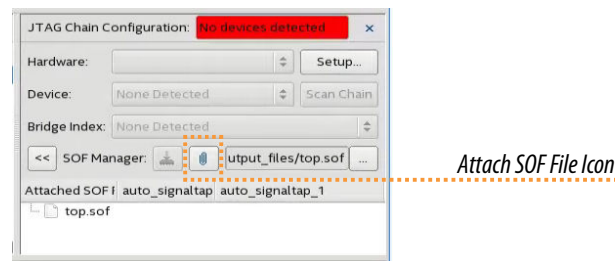 JTAG Chain Configuration: No devices detected x
Hardware: Setup...
Device: None Detected Scan Chain
Bridge Index: None Detected
<< SOF Manager: utput_files/top.sof ...
Attach SOF File Icon
Attached SOF F auto_signaltap auto_signaltap_1
top.sof